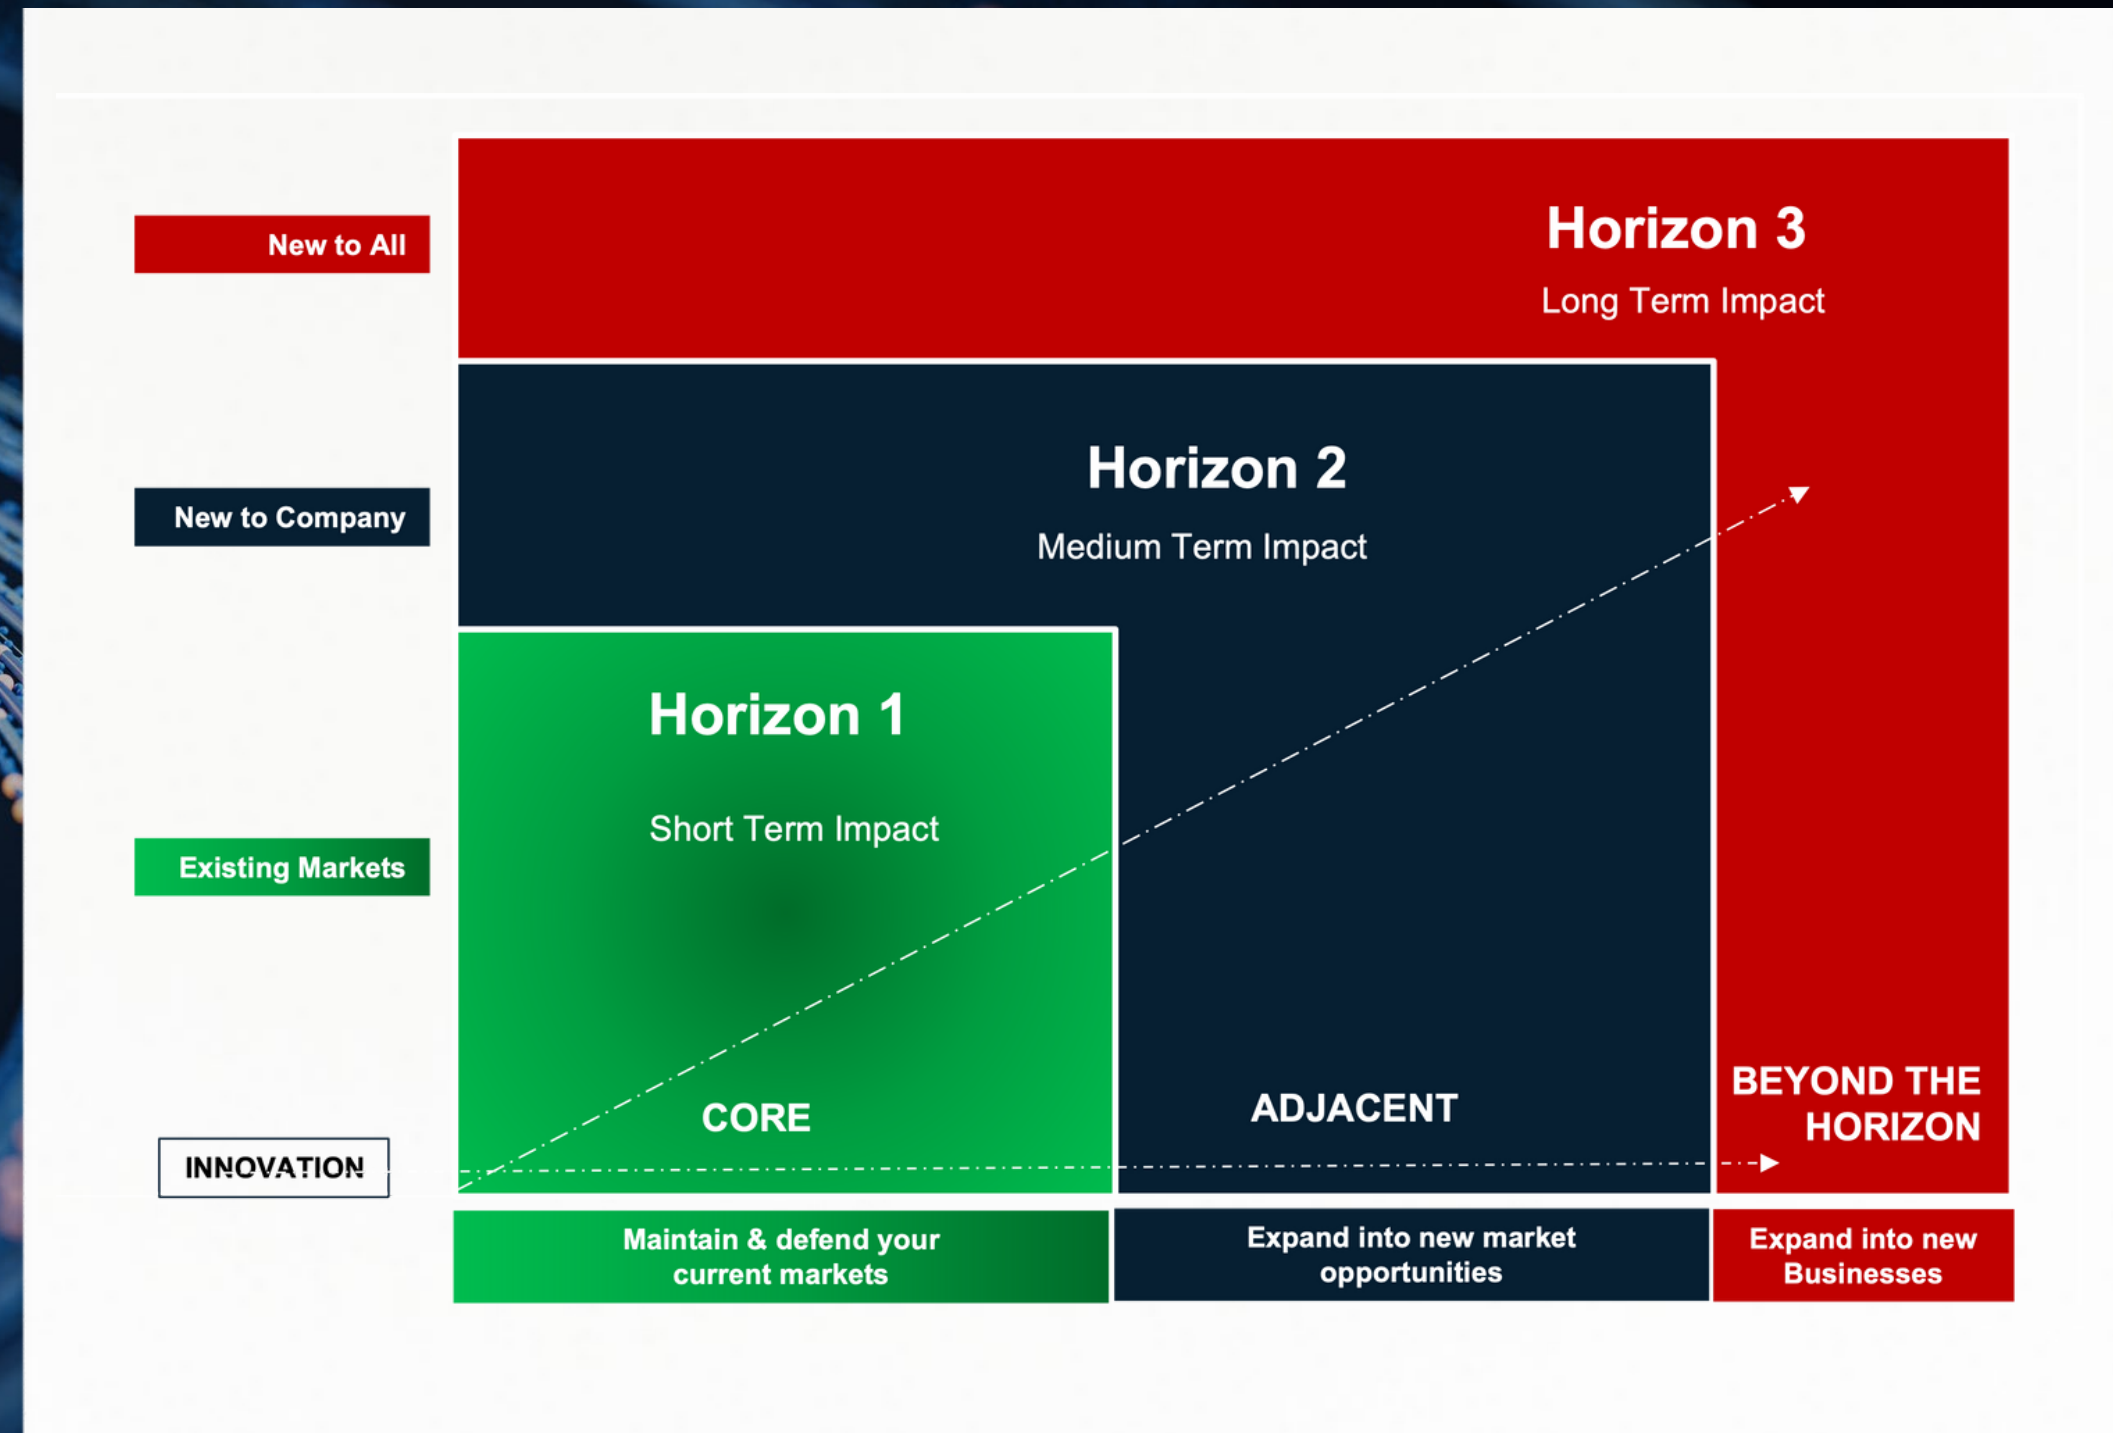 New to All
Horizon 3
Long Term Impact
New to Company
Horizon 2
Medium Term Impact
Existing Markets
Horizon 1
Short Term Impact
INNOVATION
CORE
ADJACENT
BEYOND THE
HORIZON
Maintain & defend your
current markets
Expand into new market
opportunities
Expand into new
Businesses